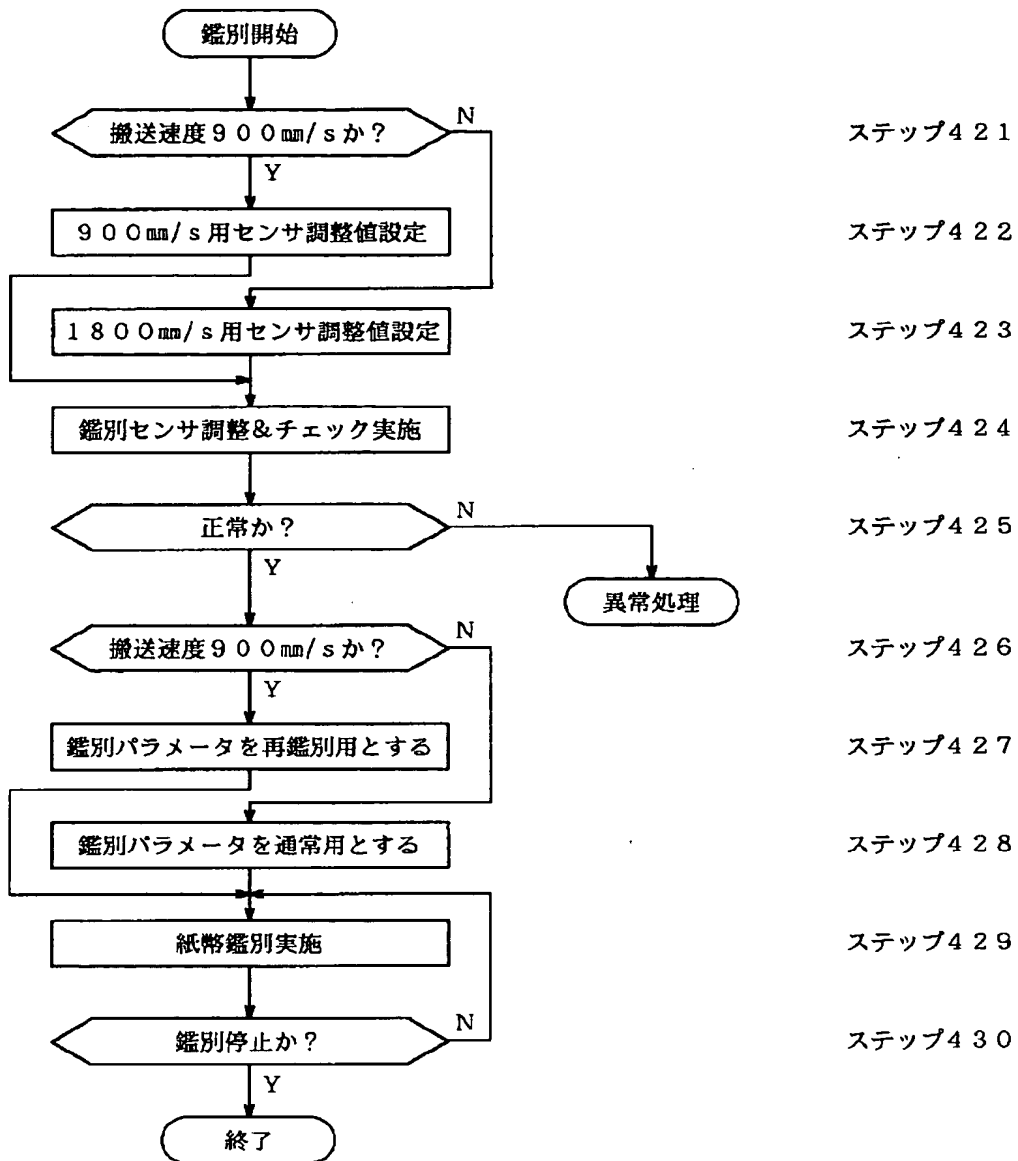 鑑別開始
搬送速度９００㎜/ｓか？ N ステップ４２１
Y
９００㎜/ｓ用センサ調整値設定 ステップ４２２
１８００㎜/ｓ用センサ調整値設定 ステップ４２３
鑑別センサ調整&チェック実施 ステップ４２４
正常か？ N ステップ４２５
Y
異常処理
搬送速度９００㎜/ｓか？ N ステップ４２６
Y
鑑別パラメータを再鑑別用とする ステップ４２７
鑑別パラメータを通常用とする ステップ４２８
紙幣鑑別実施 ステップ４２９
鑑別停止か？ N ステップ４３０
Y
終了